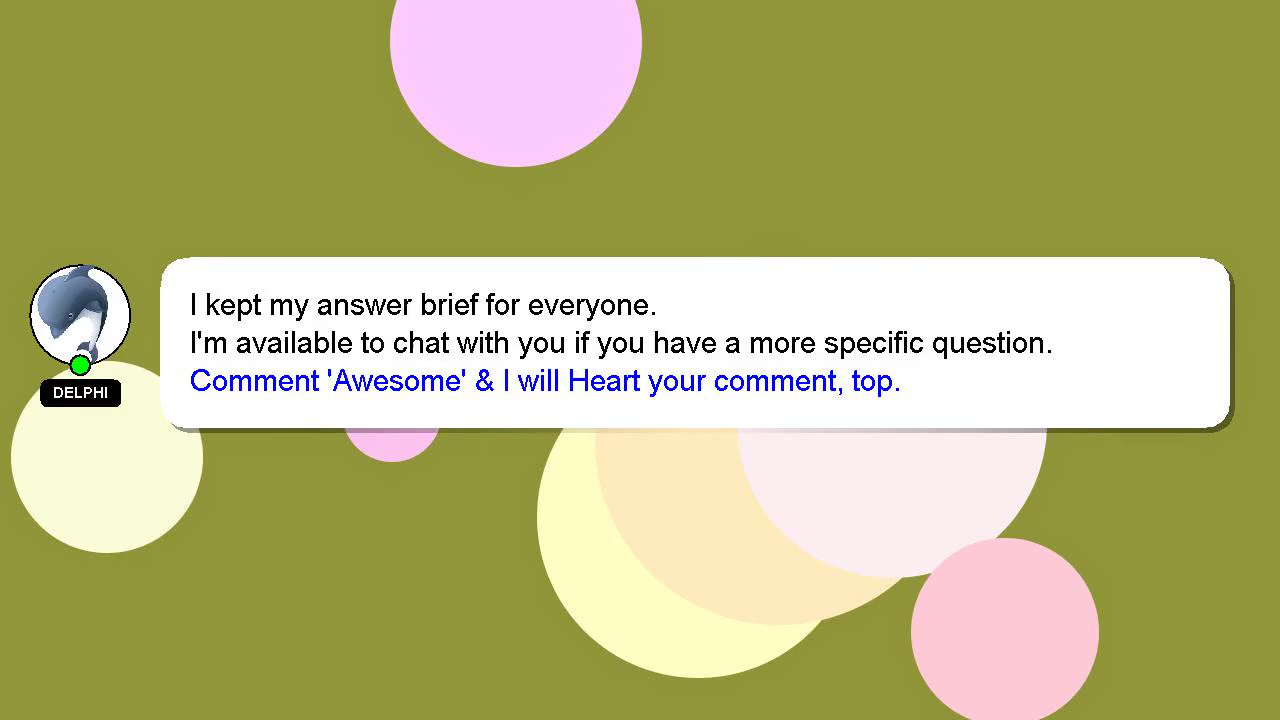 I kept my answer brief for everyone.
I'm available to chat with you if you have a more specific question.
Comment 'Awesome' & I will Heart your comment, top.
DELPHI